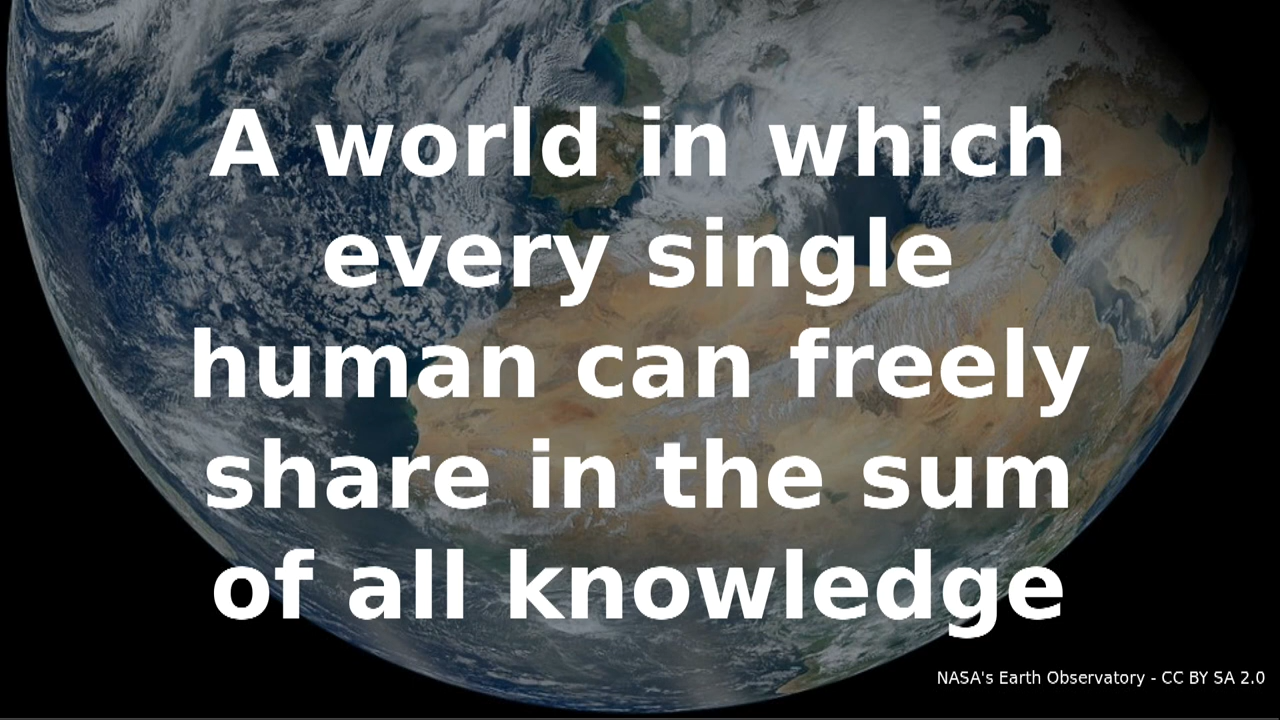 A world in which
every single
human can freely
share in the sum
of all knowledge
NASA's Earth Observatory - CC BY SA 2.0